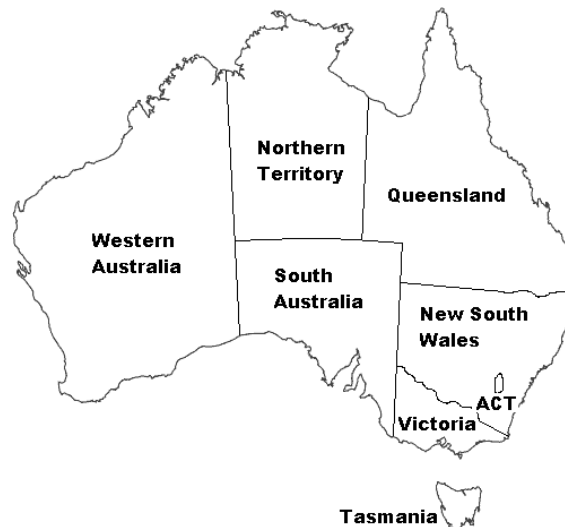 Northern
Territory
Queensland
Western
Australia
South
Australia
New South
Wales
ACT
Victoria
Tasmania